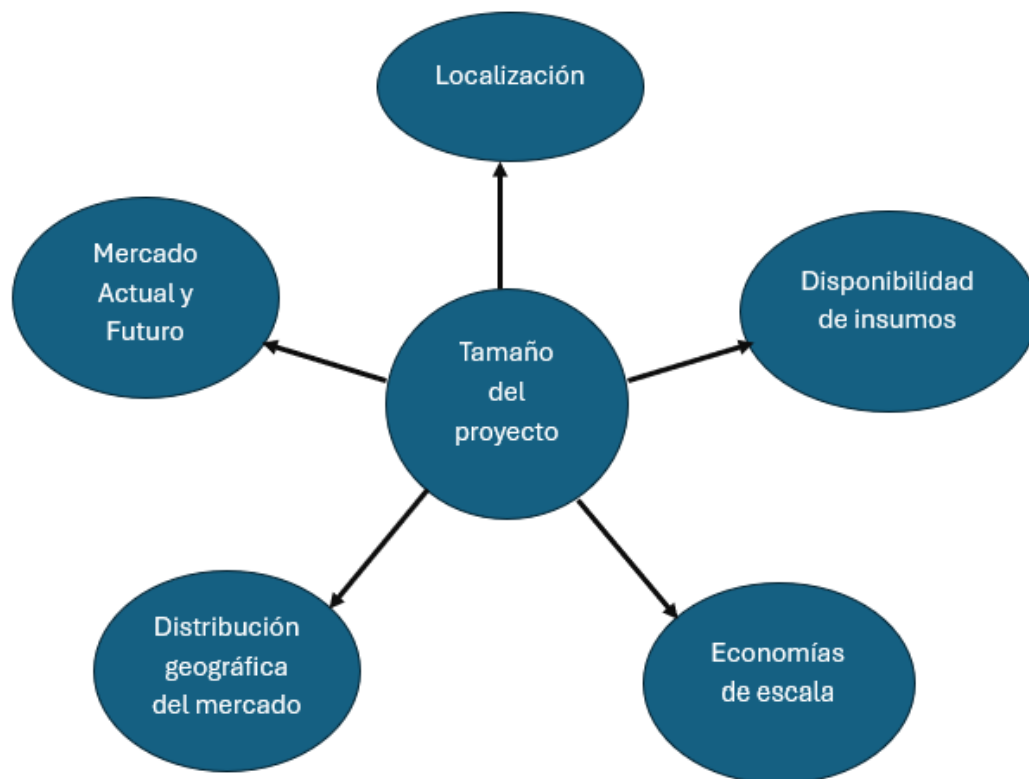 Localización
Mercado
Actual y
Futuro
Disponibilidad
de insumos
Tamaño
del
proyecto
Distribución
geográfica
del mercado
Economías
de escala